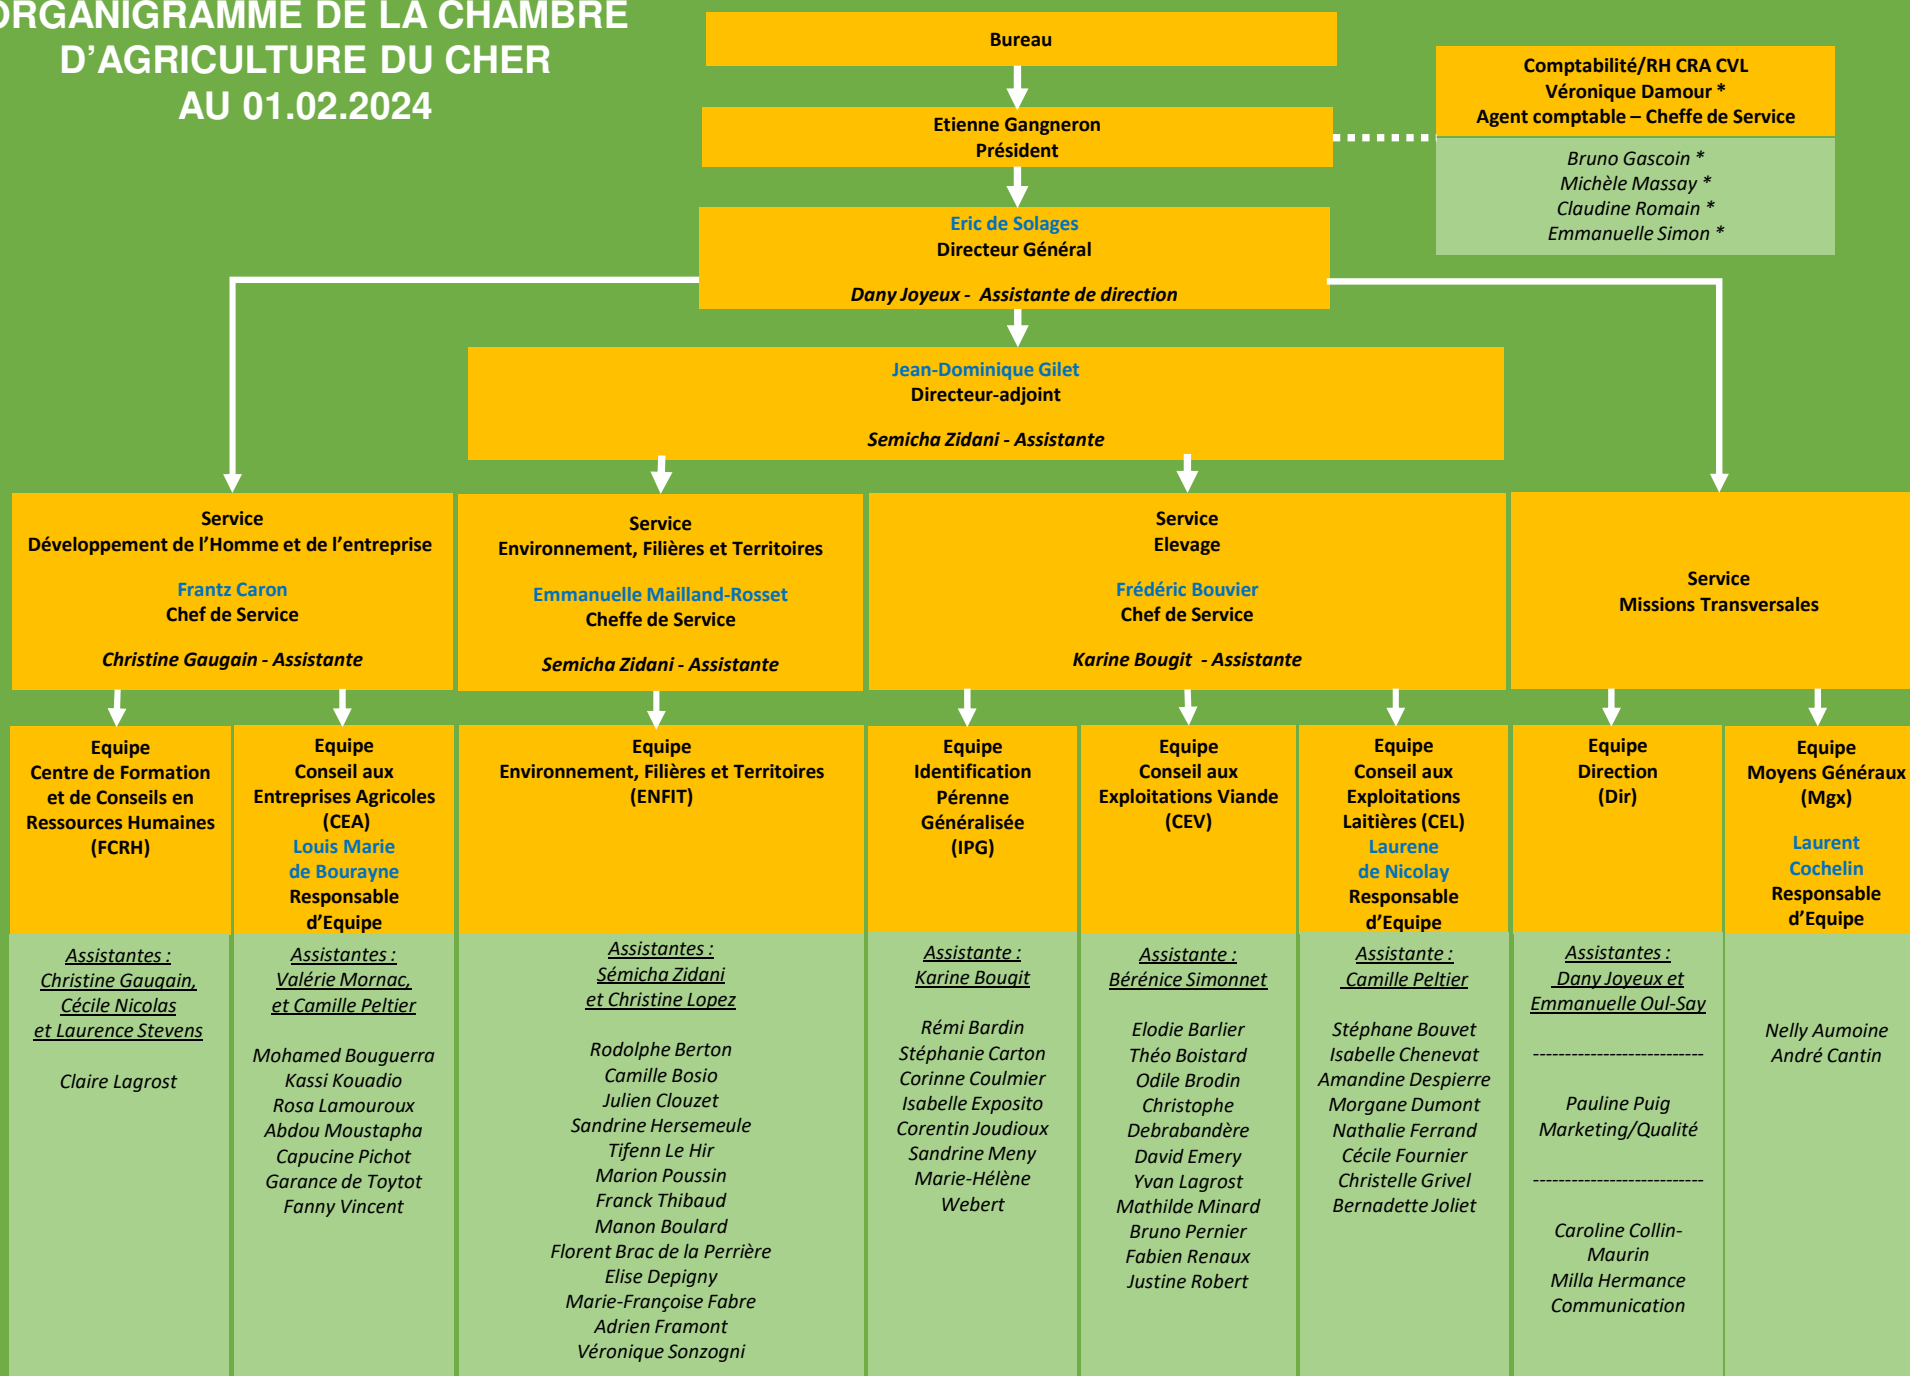 ORGANIGRAMME DE LA CHAMBRE
D'AGRICULTURE DU CHER
AU 01.02.2024
Bureau
Etienne Gangneron
Président
Comptabilité/RH CRA CVL
Véronique Damour *
Agent comptable – Cheffe de Service
Bruno Gascoin *
Michèle Massay *
Claudine Romain *
Emmanuelle Simon *
Eric de Solages
Directeur Général
Dany Joyeux - Assistante de direction
Jean-Dominique Gilet
Directeur-adjoint
Semicha Zidani - Assistante
Service
Développement de l'Homme et de l'entreprise
Frantz Caron
Chef de Service
Christine Gaugain - Assistante
Service
Environnement, Filières et Territoires
Emmanuelle Mailland-Rosset
Cheffe de Service
Semicha Zidani - Assistante
Service
Elevage
Frédéric Bouvier
Chef de Service
Karine Bougit - Assistante
Service
Missions Transversales
Equipe
Centre de Formation
et de Conseils en
Ressources Humaines
(FCRH)
Assistantes :
Christine Gaugain,
Cécile Nicolas
et Laurence Stevens
Claire Lagrost
Equipe
Conseil aux
Entreprises Agricoles
(CEA)
Louis Marie
de Bourayne
Responsable
d'Equipe
Assistantes :
Valérie Mornac,
et Camille Peltier
Mohamed Bouguerra
Kassi Kouadio
Rosa Lamouroux
Abdou Moustapha
Capucine Pichot
Garance de Toytot
Fanny Vincent
Equipe
Environnement, Filières et Territoires
(ENFIT)
Assistantes :
Sémicha Zidani
et Christine Lopez
Rodolphe Berton
Camille Bosio
Julien Clouzet
Sandrine Hersemeule
Tifenn Le Hir
Marion Poussin
Franck Thibaud
Manon Boulard
Florent Brac de la Perrière
Elise Depigny
Marie-Françoise Fabre
Adrien Framont
Véronique Sonzogni
Equipe
Identification
Pérenne
Généralisée
(IPG)
Assistante :
Karine Bougit
Rémi Bardin
Stéphanie Carton
Corinne Coulmier
Isabelle Exposito
Corentin Joudioux
Sandrine Meny
Marie-Hélène
Webert
Equipe
Conseil aux
Exploitations Viande
(CEV)
Assistante :
Bérénice Simonnet
Elodie Barlier
Théo Boistard
Odile Brodin
Christophe
Debrabandère
David Emery
Yvan Lagrost
Mathilde Minard
Bruno Pernier
Fabien Renaux
Justine Robert
Equipe
Conseil aux
Exploitations
Laitières (CEL)
Laurene
de Nicolay
Responsable
d'Equipe
Assistante :
Camille Peltier
Stéphane Bouvet
Isabelle Chenevat
Amandine Despierre
Morgane Dumont
Nathalie Ferrand
Cécile Fournier
Christelle Grivel
Bernadette Joliet
Equipe
Direction
(Dir)
Assistantes :
Dany Joyeux et
Emmanuelle Oul-Say
---------------------------
Pauline Puig
Marketing/Qualité
---------------------------
Caroline Collin-
Maurin
Milla Hermance
Communication
Equipe
Moyens Généraux
(Mgx)
Laurent
Cochelin
Responsable
d'Equipe
Nelly Aumoine
André Cantin